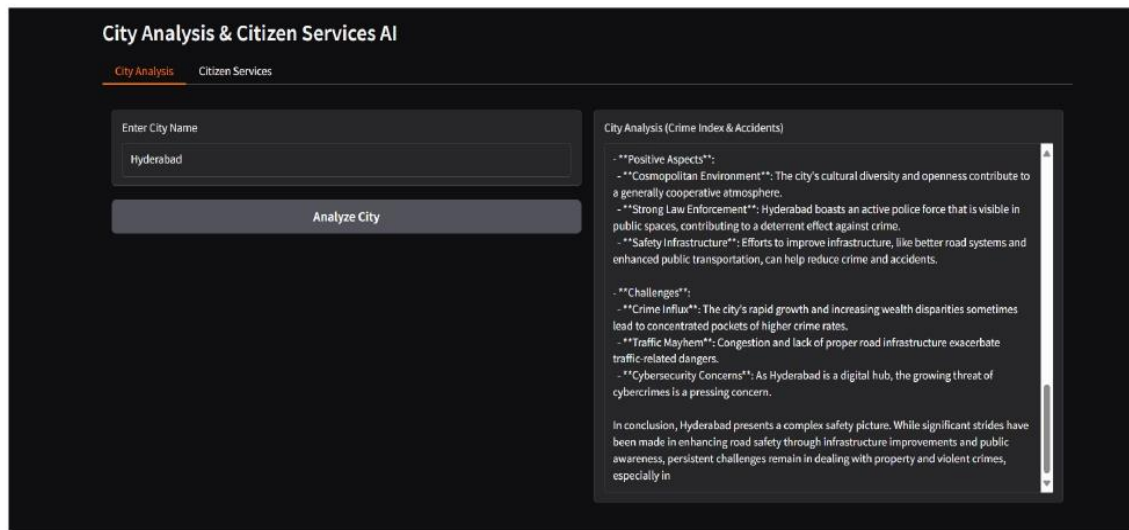 City Analysis & Citizen Services AI
City Analysis
Citizen Services
Enter City Name
Hyderabad
Analyze City
City Analysis (Crime Index & Accidents)
- **Positive Aspects**:
- **Cosmopolitan Environment**: The city's cultural diversity and openness contribute to
a generally cooperative atmosphere.
- **Strong Law Enforcement**: Hyderabad boasts an active police force that is visible in
public spaces, contributing to a deterrent effect against crime.
- **Safety Infrastructure**: Efforts to improve infrastructure, like better road systems and
enhanced public transportation, can help reduce crime and accidents.
- **Challenges**:
- **Crime Influx**: The city's rapid growth and increasing wealth disparities sometimes
lead to concentrated pockets of higher crime rates.
- **Traffic Mayhem**: Congestion and lack of proper road infrastructure exacerbate
traffic-related dangers.
- **Cybersecurity Concerns**: As Hyderabad is a digital hub, the growing threat of
cybercrimes is a pressing concern.
In conclusion, Hyderabad presents a complex safety picture. While significant strides have
been made in enhancing road safety through infrastructure improvements and public
awareness, persistent challenges remain in dealing with property and violent crimes,
especially in